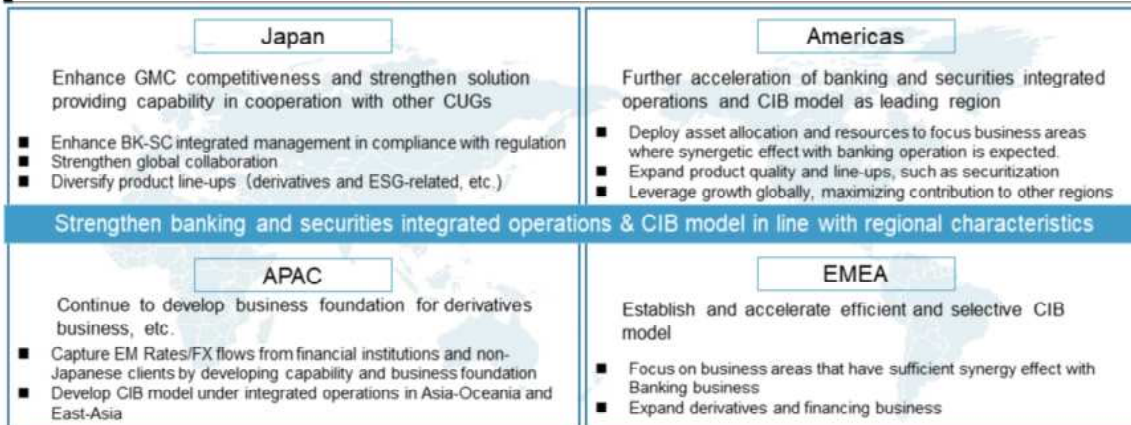 Japan
Enhance GMC competitiveness and strengthen solution
providing capability in cooperation with other CUGs
■ Enhance BK-SC integrated management in compliance with regulation
■ Strengthen global collaboration
■ Diversify product line-ups (derivatives and ESG-related, etc.)
Americas
Further acceleration of banking and securities integrated
operations and CIB model as leading region
■ Deploy asset allocation and resources to focus business areas
where synergetic effect with banking operation is expected.
■ Expand product quality and line-ups, such as securitization
■ Leverage growth globally, maximizing contribution to other regions
Strengthen banking and securities integrated operations & CIB model in line with regional characteristics
APAC
Continue to develop business foundation for derivatives
business, etc.
■ Capture EM Rates/FX flows from financial institutions and non-
Japanese clients by developing capability and business foundation
■ Develop CIB model under integrated operations in Asia-Oceania and
East-Asia
EMEA
Establish and accelerate efficient and selective CIB
model
■ Focus on business areas that have sufficient synergy effect with
Banking business
■ Expand derivatives and financing business